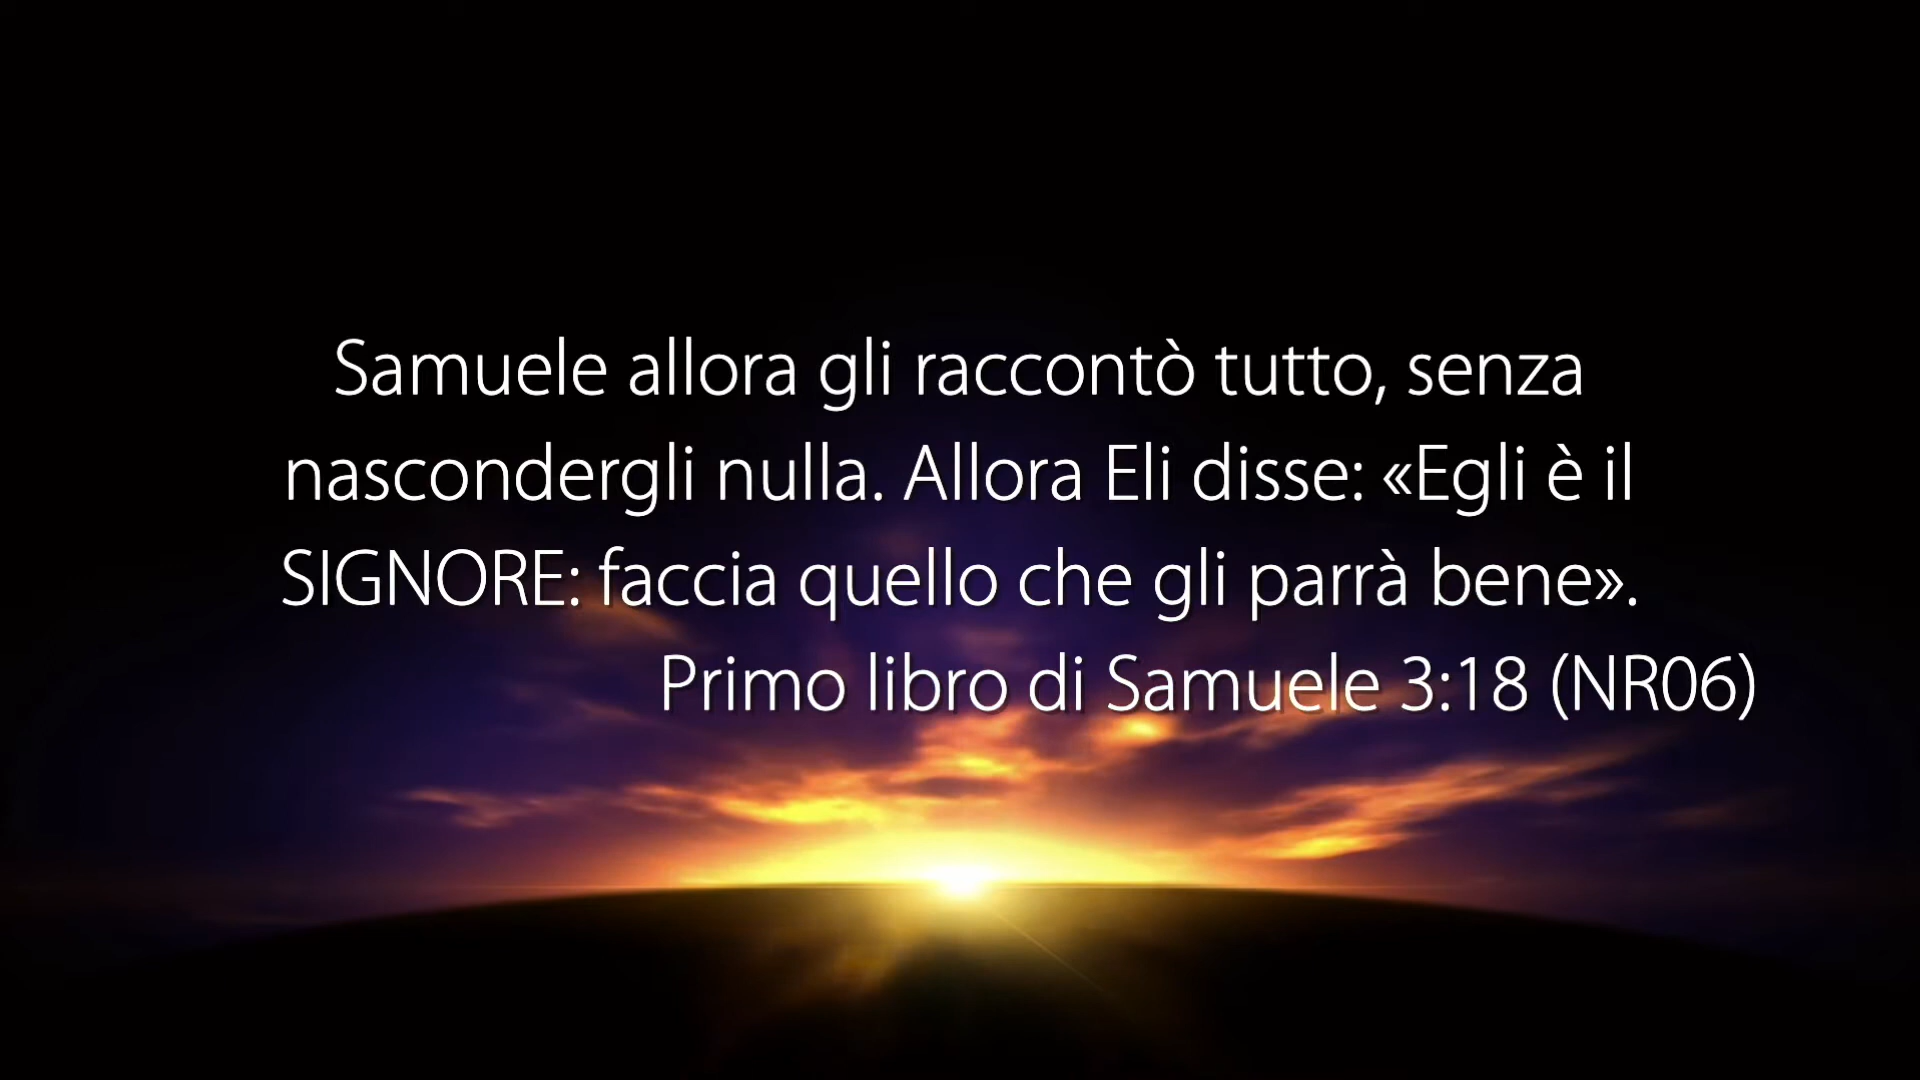 Samuele allora gli raccontò tutto, senza
nascondergli nulla. Allora Eli disse: «Egli è il
SIGNORE: faccia quello che gli parrà bene».
Primo libro di Samuele 3:18 (NR06)